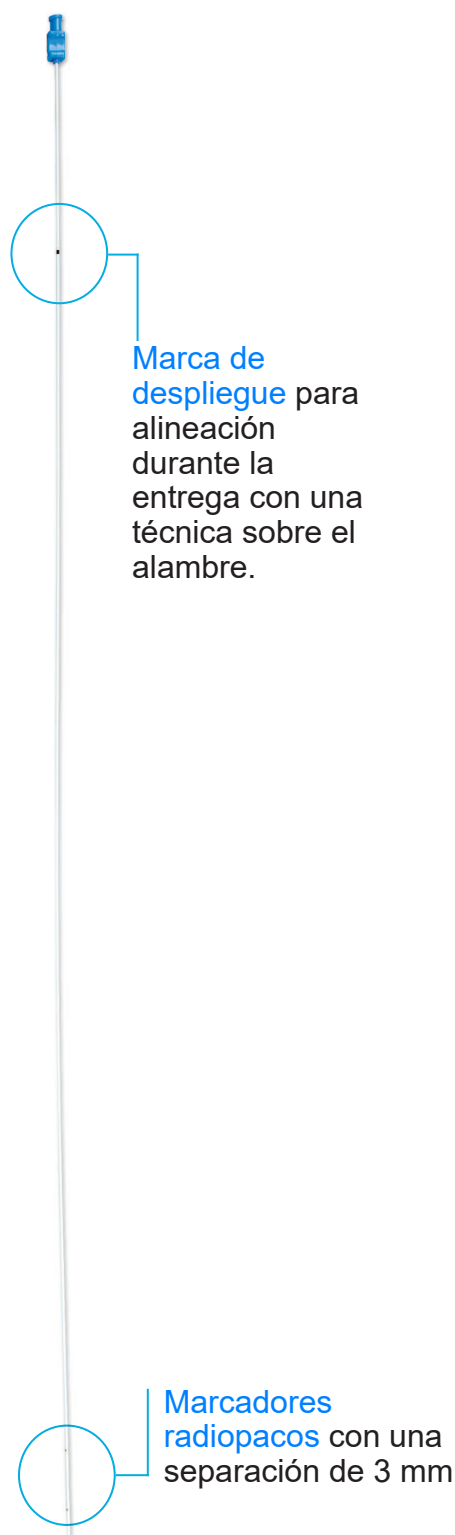 Marca de
despliegue para
alineación
durante la
entrega con una
técnica sobre el
alambre.
Marcadores
radiopacos con una
separación de 3 mm